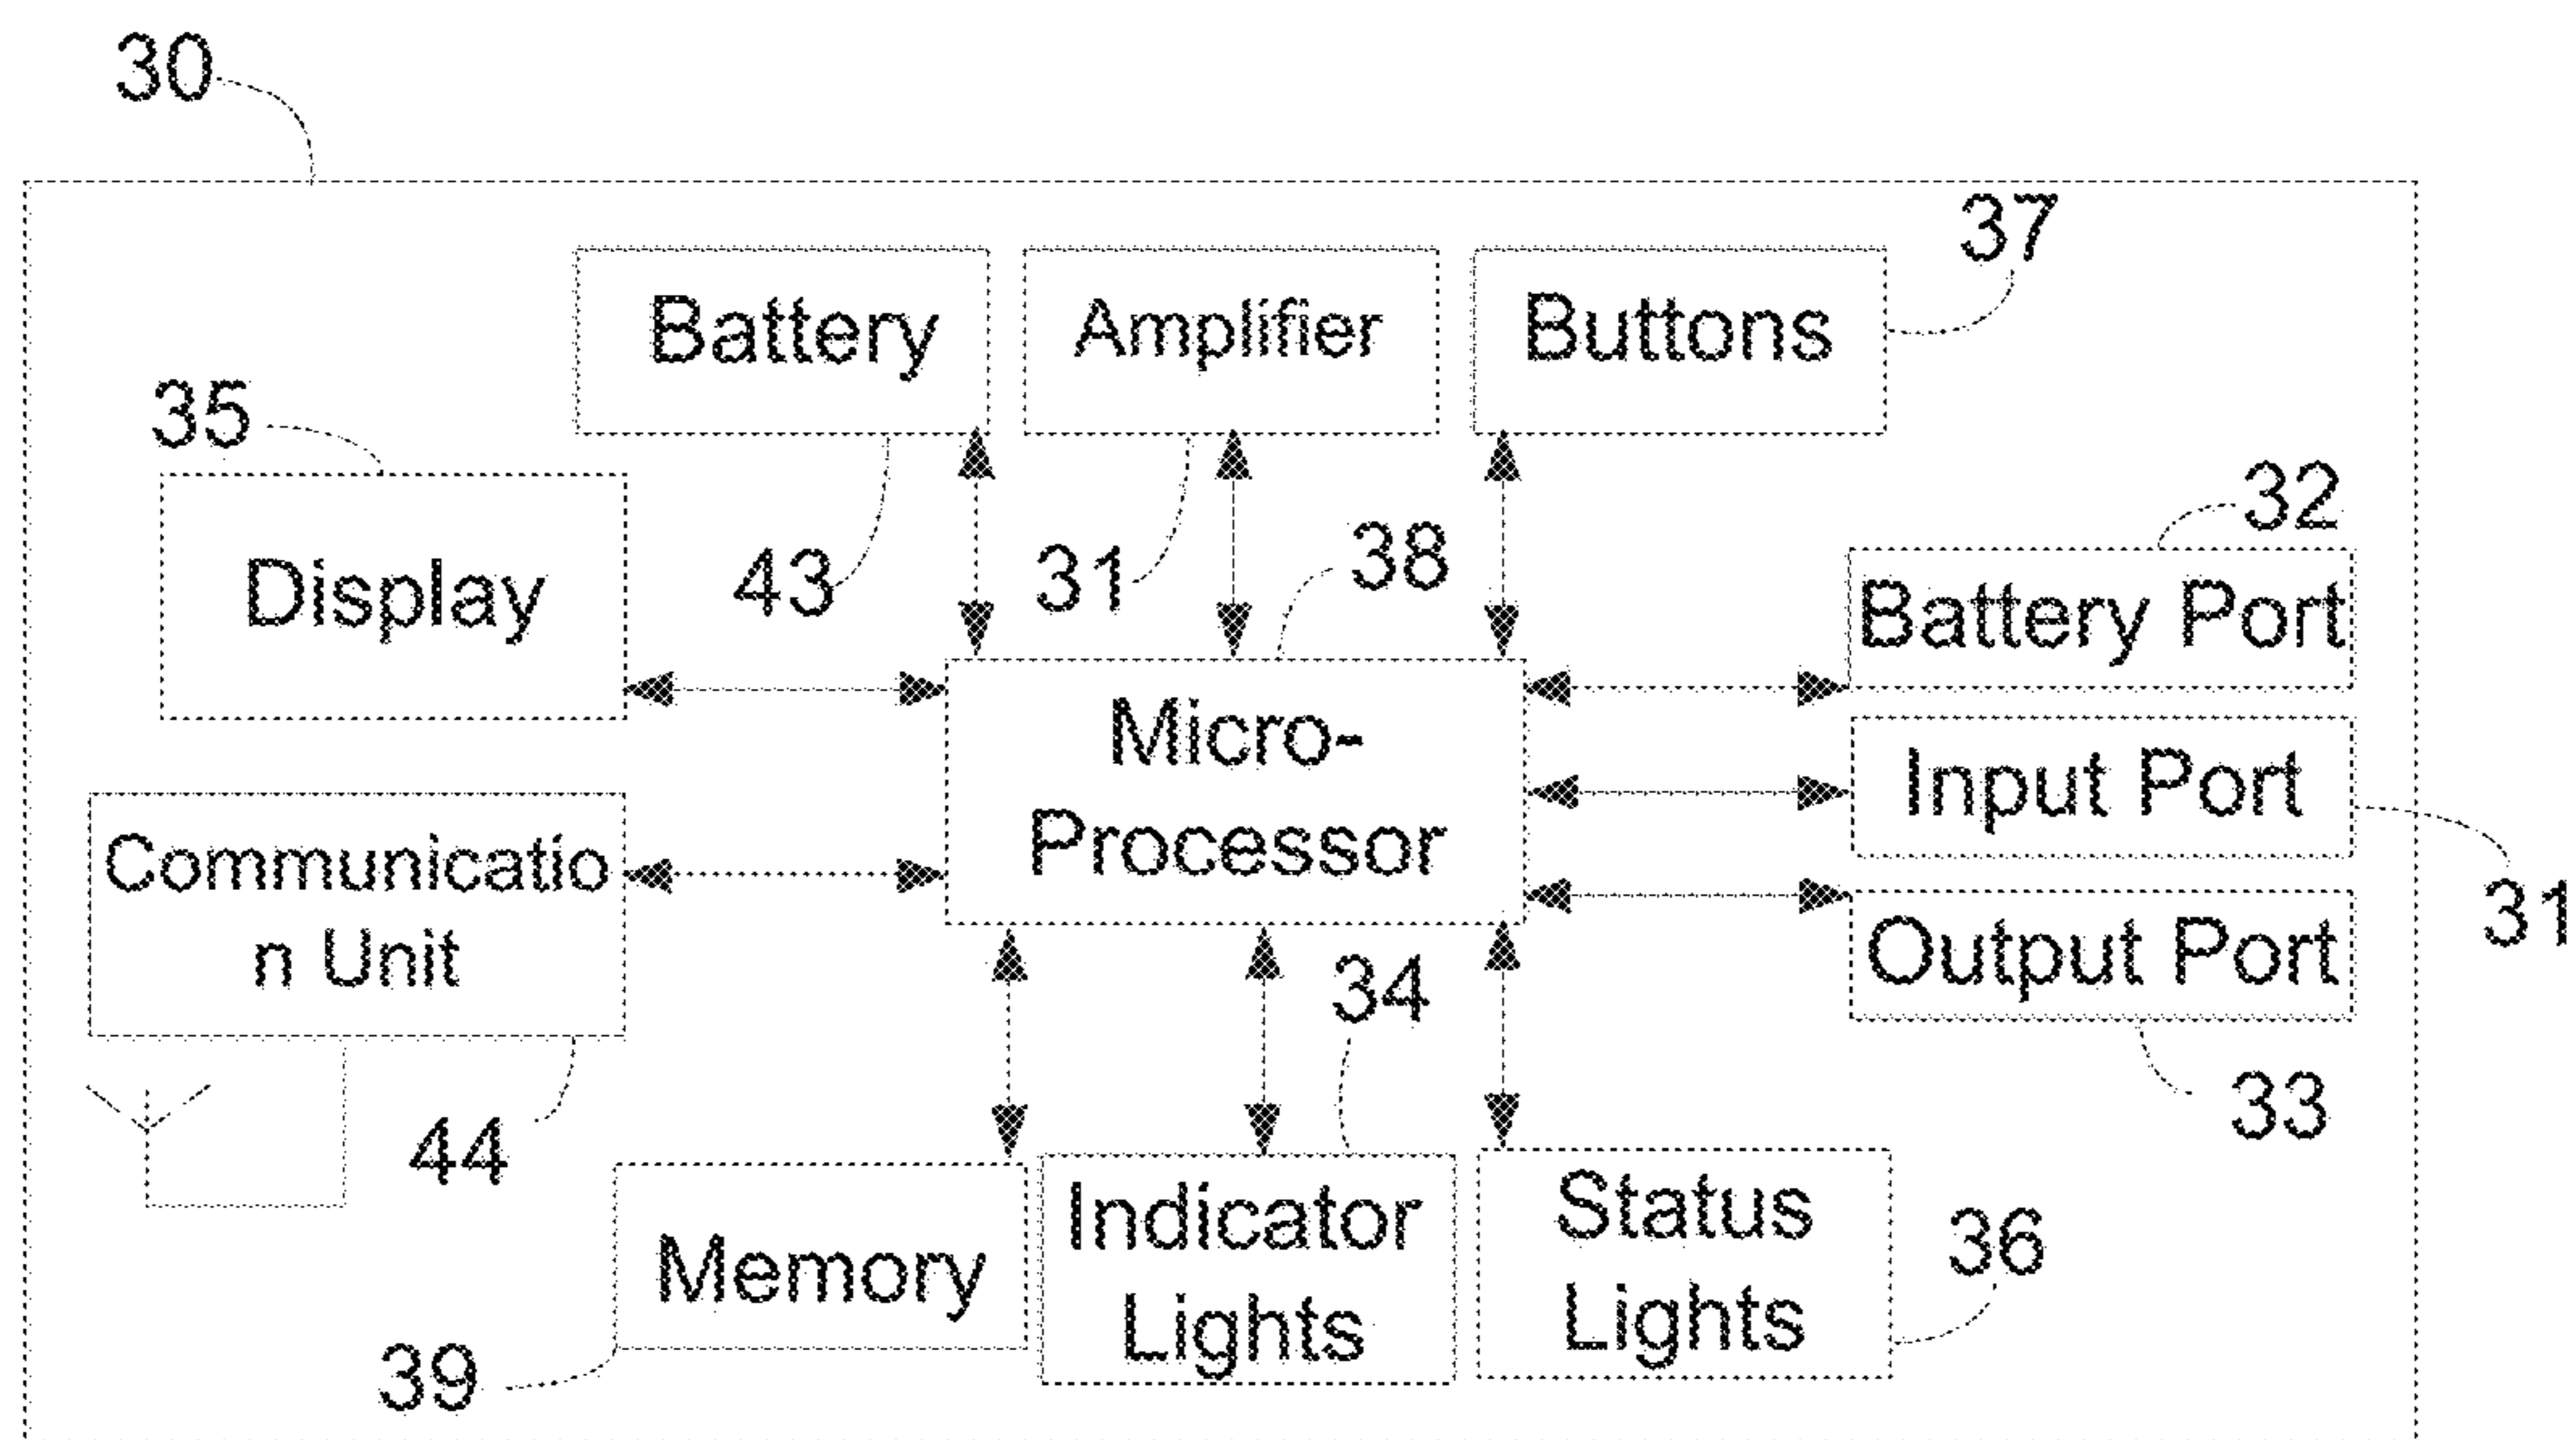 30
37
Battery
Amplifier
Buttons
35
32
43
31
38
Display
Battery Port
Micro-
Processor
Input Port
Communicatio
n Unit
31
Output Port
34
44
33
Memory
Indicator
Lights
Status
Lights
36
39